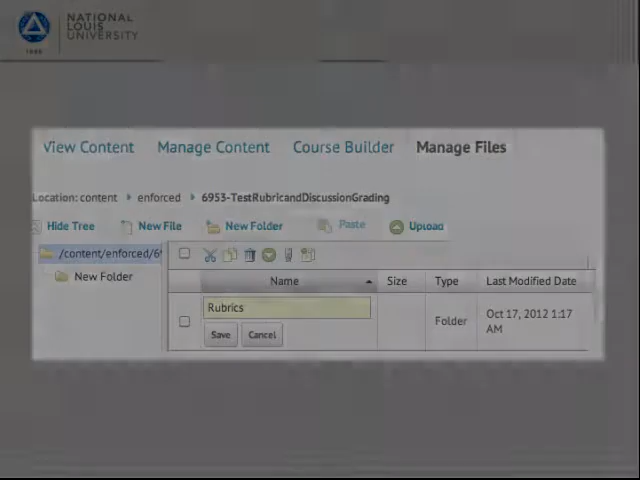 NATIONAL
LOUIS
UNIVERSITY
1886
View Content Manage Content Course Builder Manage Files
Location: content enforced 6953-TestRubricandDiscussionGrading
Hide Tree New File New Folder Paste Upload
/content/enforced/69
New Folder
Name Size Type Last Modified Date
Rubrics
Save Cancel
Folder
Oct 17, 2012 1:17
AM